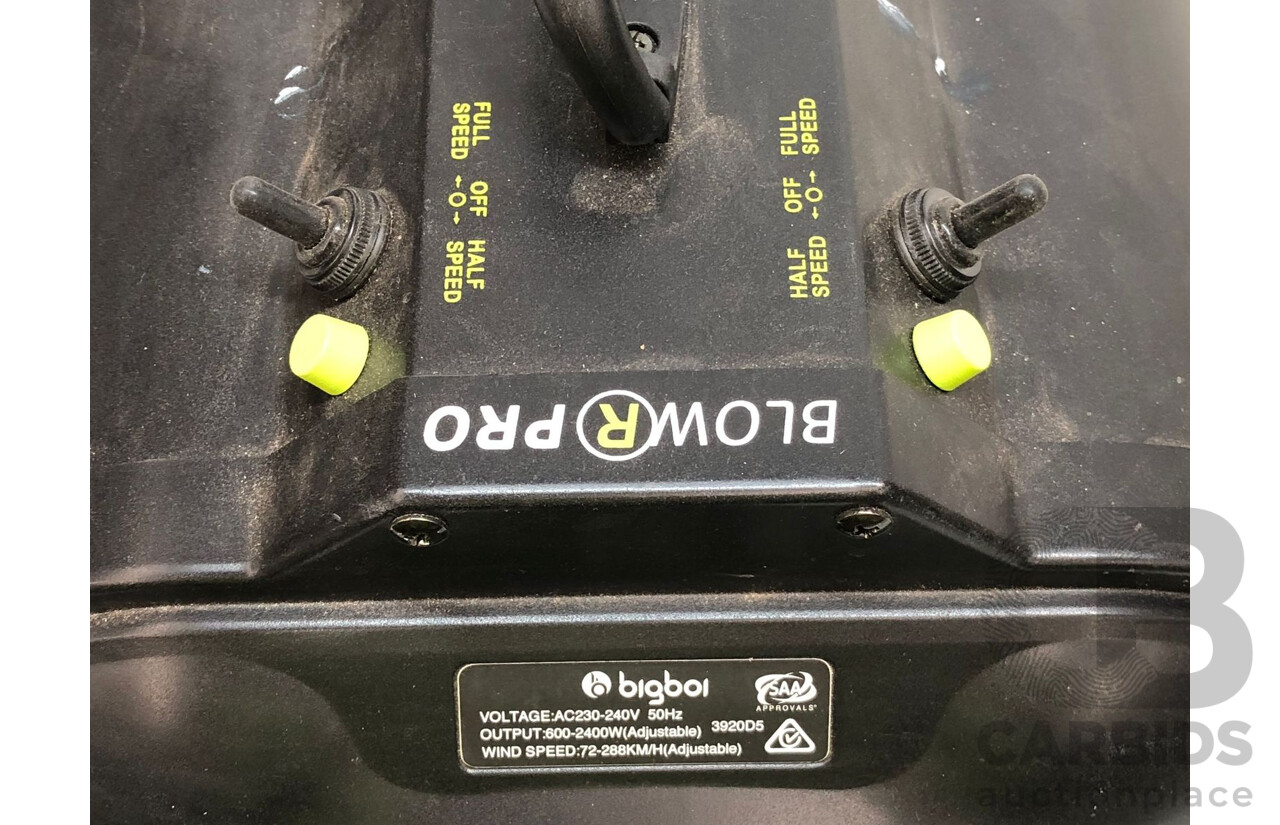 FULL
SPEED
OFF
←O→
HALF
SPEED
HALF OFF FULL
SPEED ←O→ SPEED
BLOWR PRO
bigboi
SAA
APPROVALS
VOLTAGE:AC230-240V 50Hz
OUTPUT:600-2400W(Adjustable) 3920D5
WIND SPEED:72-288KM/H(Adjustable)
B
CARBIDS
auctionplace